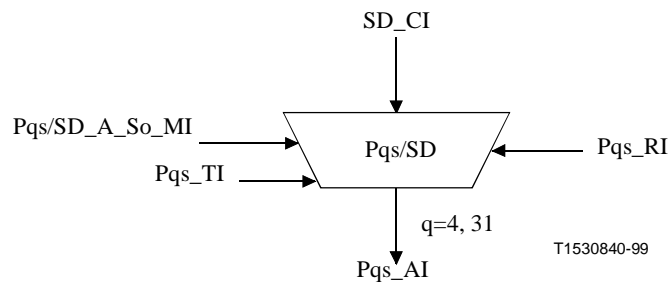 SD_CI
Pqs/SD_A_So_MI
Pqs/SD
Pqs_RI
Pqs_TI
q=4, 31
T1530840-99
Pqs_AI